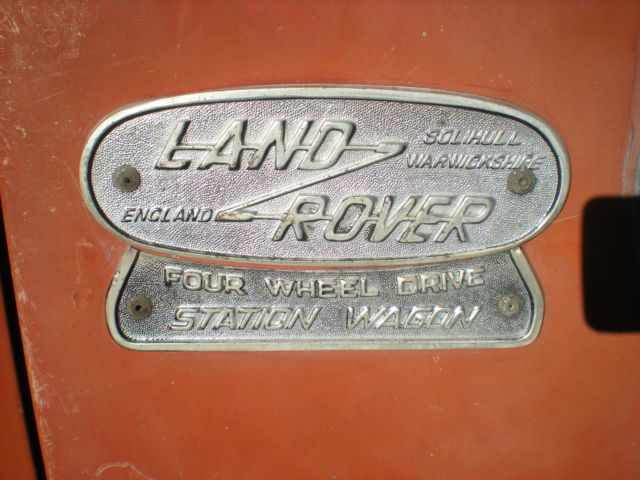 LAND
SOLIHULL
WARWICKSHIRE
ENGLAND
ROVER
FOUR WHEEL DRIVE
STATION WAGON